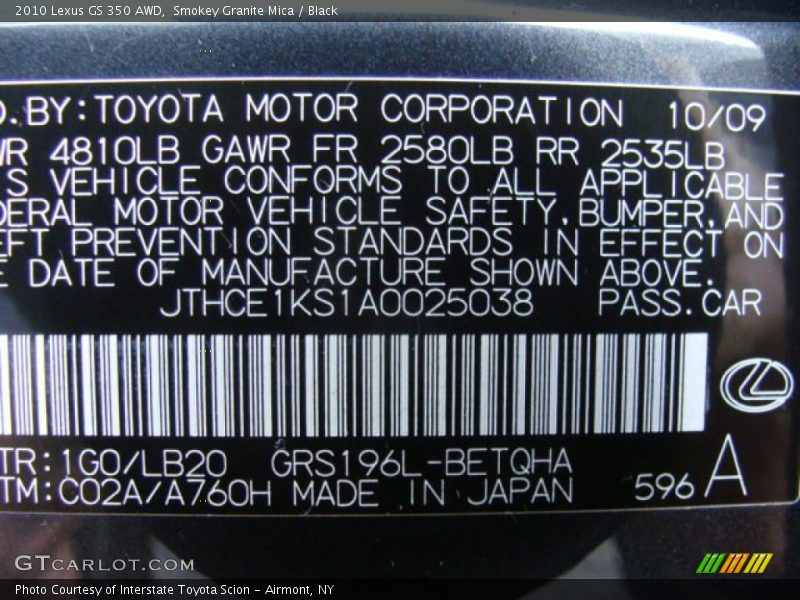 2010 Lexus GS 350 AWD, Smokey Granite Mica / Black
D.BY:TOYOTA MOTOR CORPORATION 10/09
WR 4810LB GAWR FR 2580LB RR 2535LB
S VEHICLE CONFORMS TO ALL APPLICABLE
DERAL MOTOR VEHICLE SAFETY,BUMPER,AND
EFT PREVENTION STANDARDS IN EFFECT ON
E DATE OF MANUFACTURE SHOWN ABOVE.
JTHCE1KS1A0025038 PASS.CAR
TR:1G0/LB20 GRS196L-BETQHA
TM:C02A/A760H MADE IN JAPAN 596 A
GTCARLOT.COM
Photo Courtesy of Interstate Toyota Scion - Airmont, NY